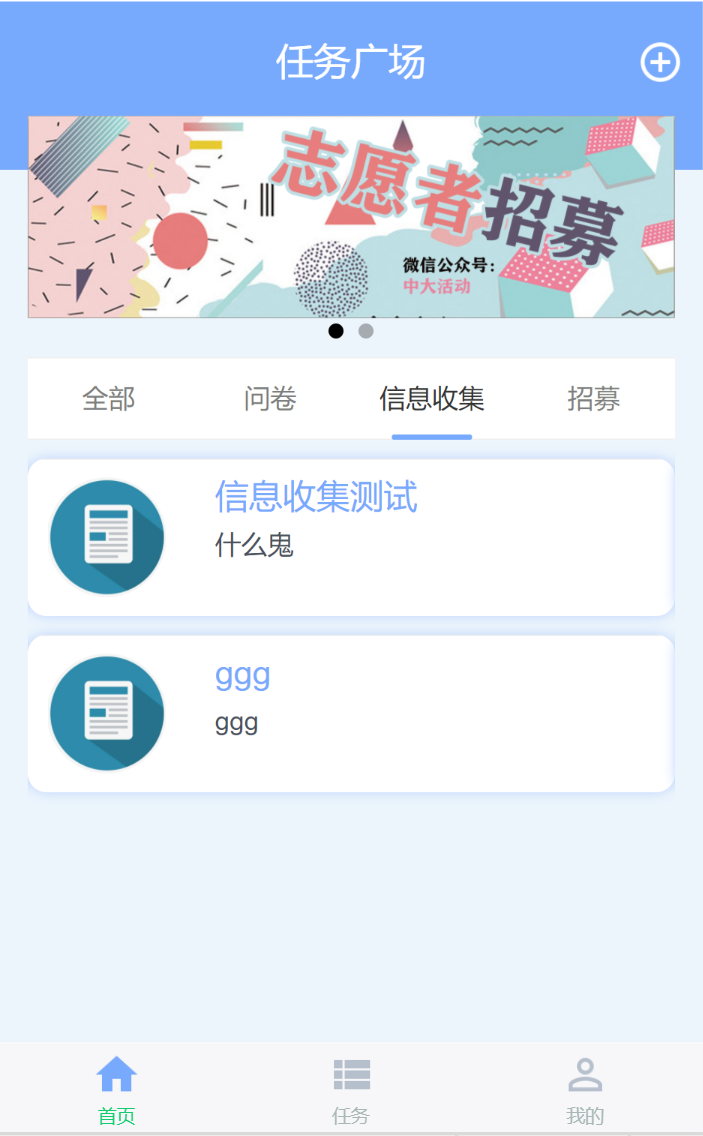 任务广场
志愿者招募
微信公众号:
中大活动
全部
问卷
信息收集
招募
信息收集测试
什么鬼
ggg
ggg
首页
任务
我的